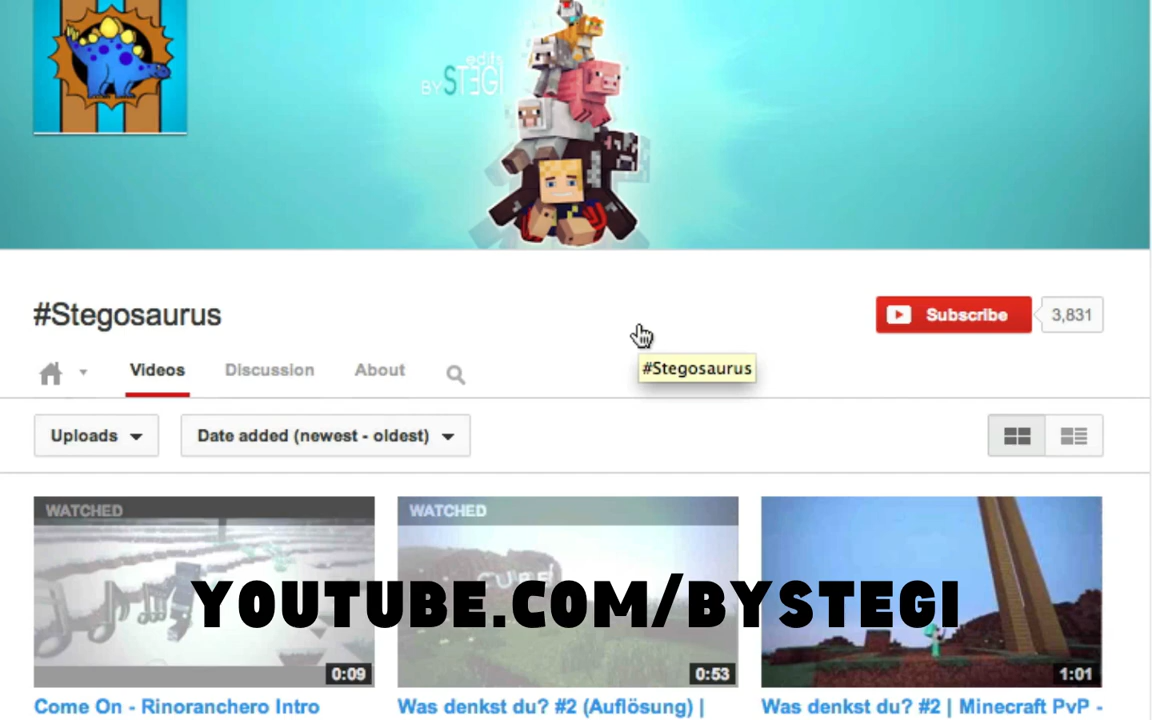 edits
BYSTEGI
#Stegosaurus
Subscribe
3,831
Videos
Discussion
About
#Stegosaurus
Uploads
Date added (newest - oldest)
WATCHED
WATCHED
CUBE
YOUTUBE.COM/BYSTEGI
0:09
0:53
1:01
Come On - Rinoranchero Intro
Was denkst du? #2 (Auflösung) |
Was denkst du? #2 | Minecraft PvP -